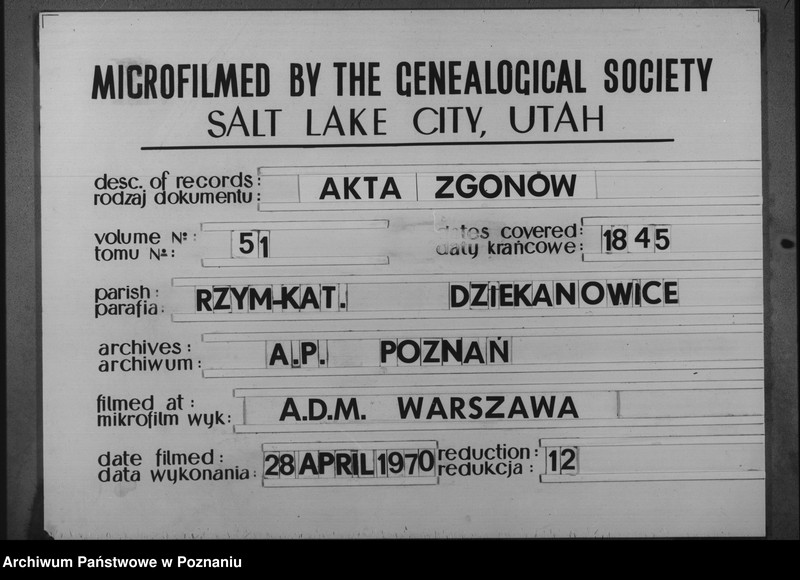 MICROFILMED BY THE GENEALOGICAL SOCIETY
SALT LAKE CITY, UTAH
desc. of records: AKTA ZGONÓW
rodzaj dokumentu:
volume Nº: 51 dates covered: 1845
tomu Nº: daty krańcowe:
parish: RZYM-KAT. DZIEKANOWICE
parafia:
archives: A.P. POZNAŃ
archiwum:
filmed at: A.D.M. WARSZAWA
mikrofilm wyk:
date filmed: 28 APRIL 1970 reduction: 12
data wykonania: redukcja:
Archiwum Państwowe w Poznaniu